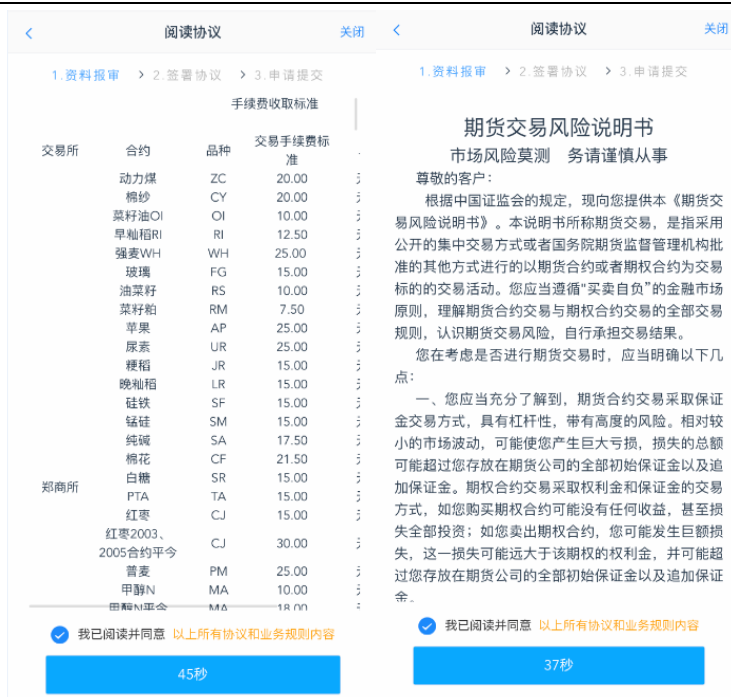 阅读协议
关闭
1.资料报审 > 2.签署协议 > 3.申请提交
手续费收取标准
交易所 合约 品种 交易手续费标
准
动力煤 ZC 20.00
棉纱 CY 20.00
菜籽油OI OI 10.00
早籼稻RI RI 12.50
强麦WH WH 25.00
玻璃 FG 15.00
油菜籽 RS 10.00
菜籽粕 RM 7.50
苹果 AP 25.00
尿素 UR 25.00
粳稻 JR 15.00
晚籼稻 LR 15.00
硅铁 SF 15.00
锰硅 SM 15.00
纯碱 SA 17.50
棉花 CF 21.50
郑商所 白糖 SR 15.00
PTA TA 15.00
红枣 CJ 15.00
红枣2003、
2005合约平今 CJ 30.00
普麦 PM 25.00
甲醇N MA 10.00
甲醇N平今 MA 18.00
我已阅读并同意 以上所有协议和业务规则内容
45秒
阅读协议
关闭
1.资料报审 > 2.签署协议 > 3.申请提交
期货交易风险说明书
市场风险莫测 务请谨慎从事
尊敬的客户：
根据中国证监会的规定，现向您提供本《期货交
易风险说明书》。本说明书所称期货交易，是指采用
公开的集中交易方式或者国务院期货监督管理机构批
准的其他方式进行的以期货合约或者期权合约为交易
标的的交易活动。您应当遵循“买卖自负”的金融市场
原则，理解期货合约交易与期权合约交易的全部交易
规则，认识期货交易风险，自行承担交易结果。
您在考虑是否进行期货交易时，应当明确以下几
点：
一、您应当充分了解到，期货合约交易采取保证
金交易方式，具有杠杆性，带有高度的风险。相对较
小的市场波动，可能使您产生巨大亏损，损失的总额
可能超过您存放在期货公司的全部初始保证金以及追
加保证金。期权合约交易采取权利金和保证金的交易
方式，如您购买期权合约可能没有任何收益，甚至损
失全部投资；如您卖出期权合约，您可能发生巨额损
失，这一损失可能远大于该期权的权利金，并可能超
过您存放在期货公司的全部初始保证金以及追加保证
金。
我已阅读并同意 以上所有协议和业务规则内容
37秒